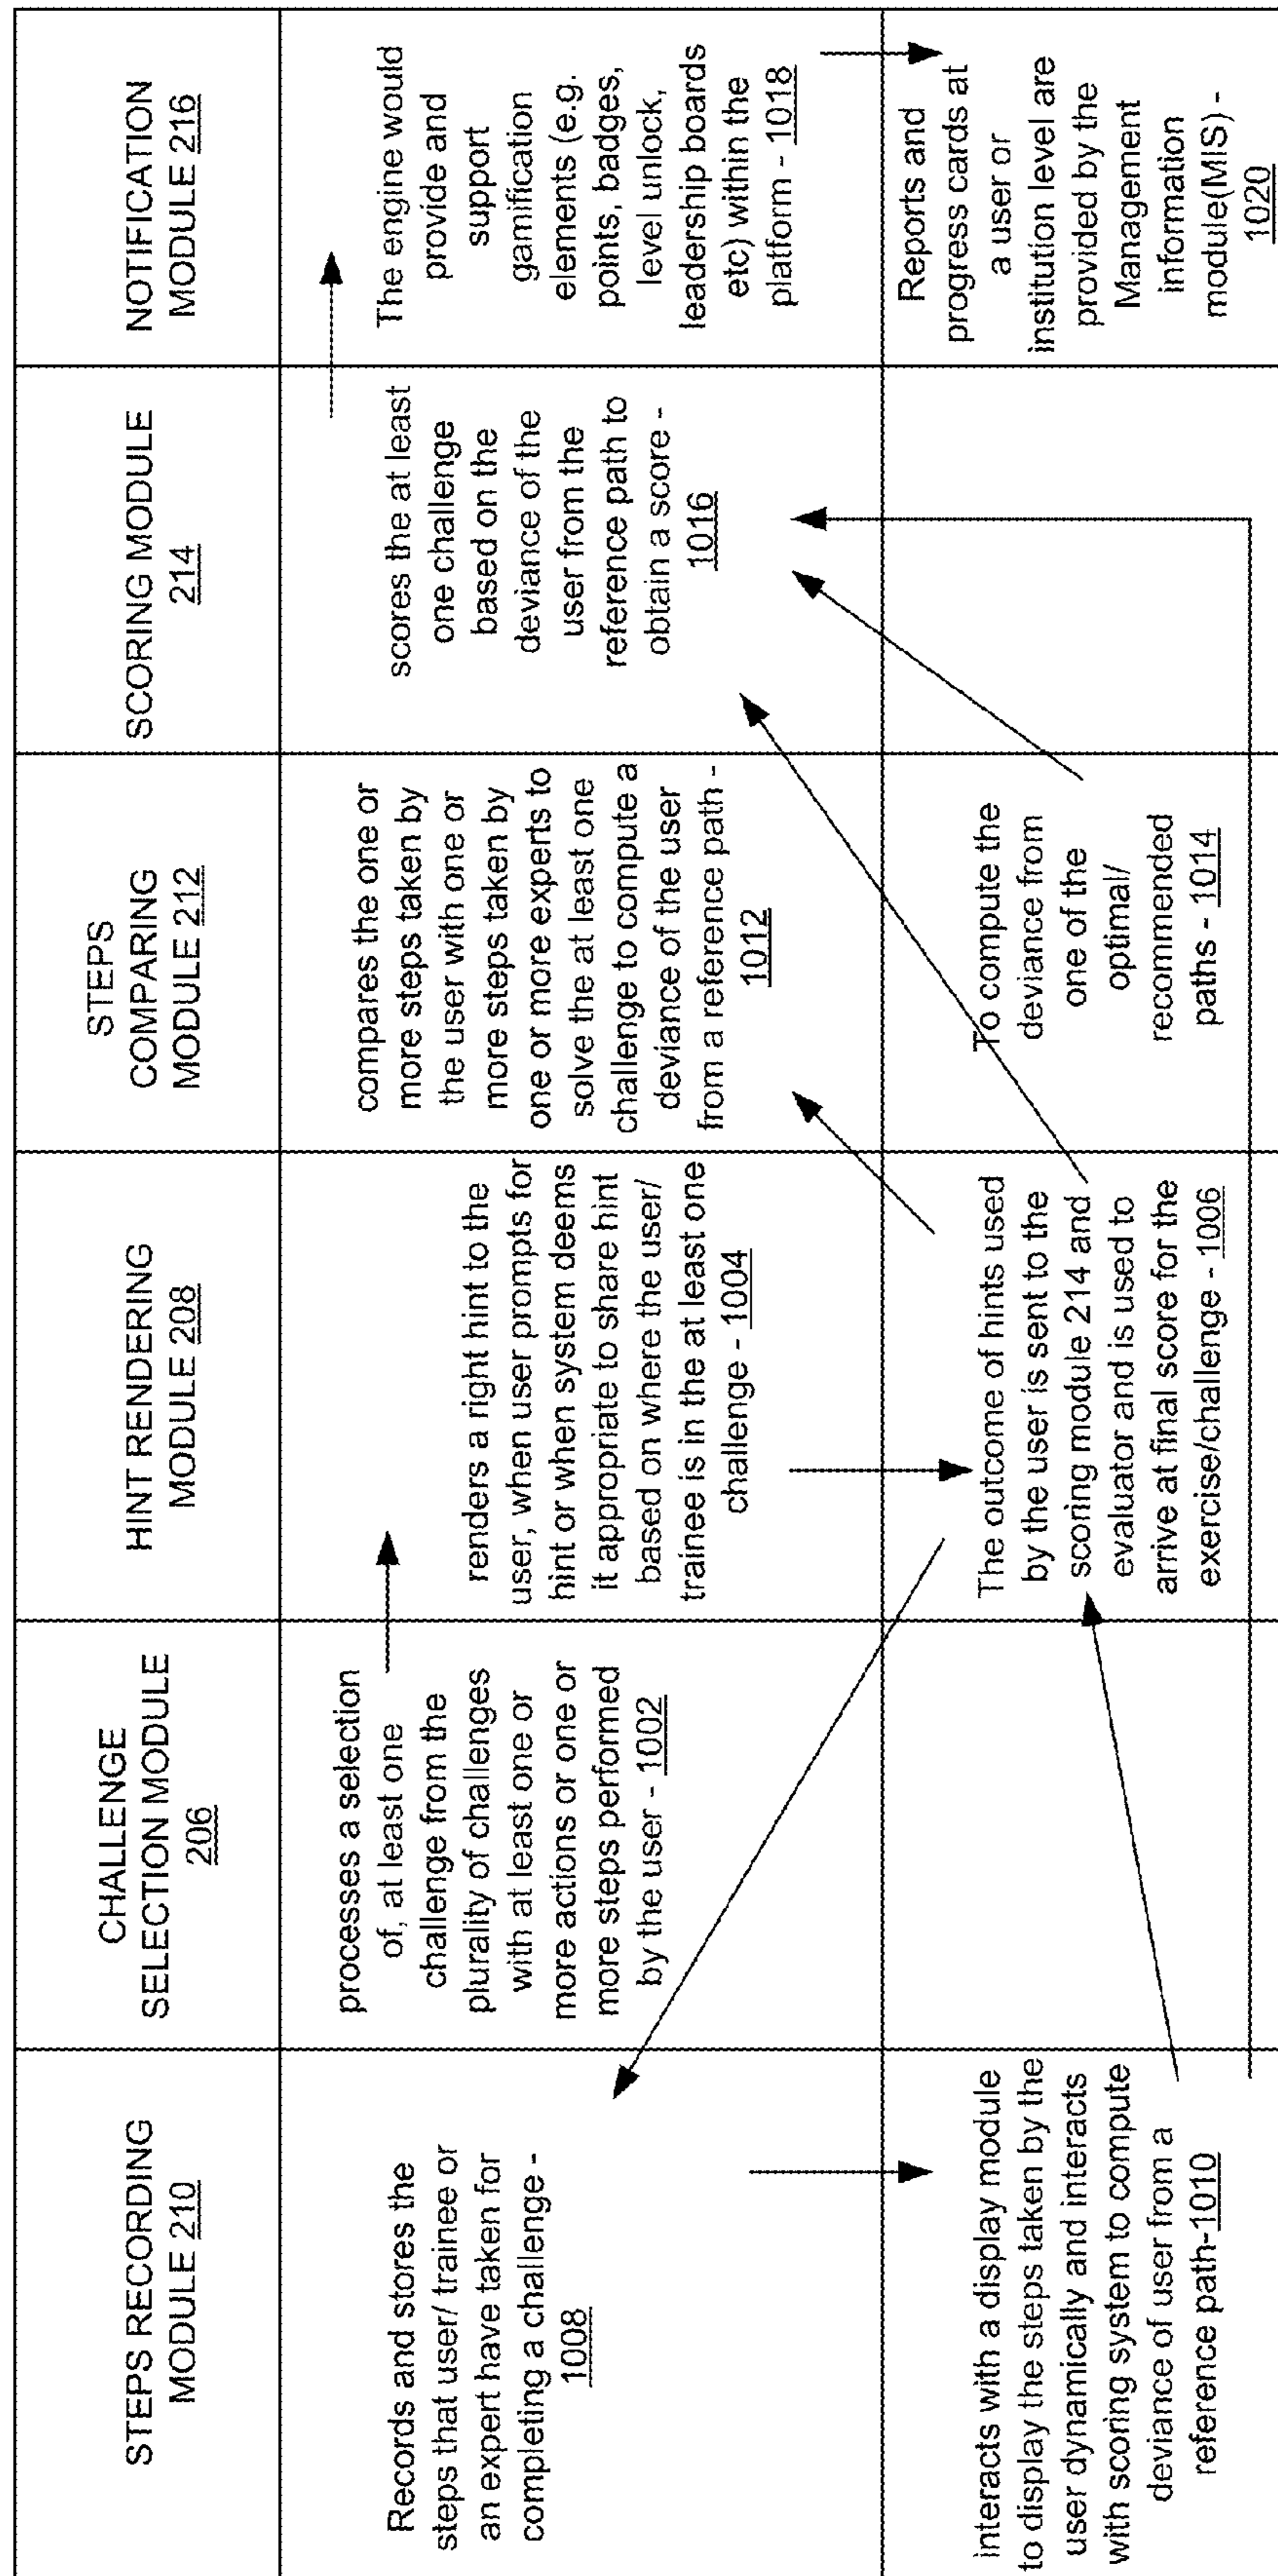 STEPS RECORDING
MODULE 210
CHALLENGE
SELECTION MODULE
206
HINT RENDERING
MODULE 208
STEPS
COMPARING
MODULE 212
SCORING MODULE
214
NOTIFICATION
MODULE 216
Records and stores the
steps that user/ trainee or
an expert have taken for
completing a challenge -
1008
processes a selection
of, at least one
challenge from the
plurality of challenges
with at least one or
more actions or one or
more steps performed
by the user - 1002
renders a right hint to the
user, when user prompts for
hint or when system deems
it appropriate to share hint
based on where the user/
trainee is in the at least one
challenge - 1004
compares the one or
more steps taken by
the user with one or
more steps taken by
one or more experts to
solve the at least one
challenge to compute a
deviance of the user
from a reference path -
1012
scores the at least
one challenge
based on the
deviance of the
user from the
reference path to
obtain a score -
1016
The engine would
provide and
support
gamification
elements (e.g.
points, badges,
level unlock,
leadership boards
etc) within the
platform - 1018
interacts with a display module
to display the steps taken by the
user dynamically and interacts
with scoring system to compute
deviance of user from a
reference path-1010
The outcome of hints used
by the user is sent to the
scoring module 214 and
evaluator and is used to
arrive at final score for the
exercise/challenge - 1006
To compute the
deviance from
one of the
optimal/
recommended
paths - 1014
Reports and
progress cards at
a user or
institution level are
provided by the
Management
information
module(MIS) -
1020